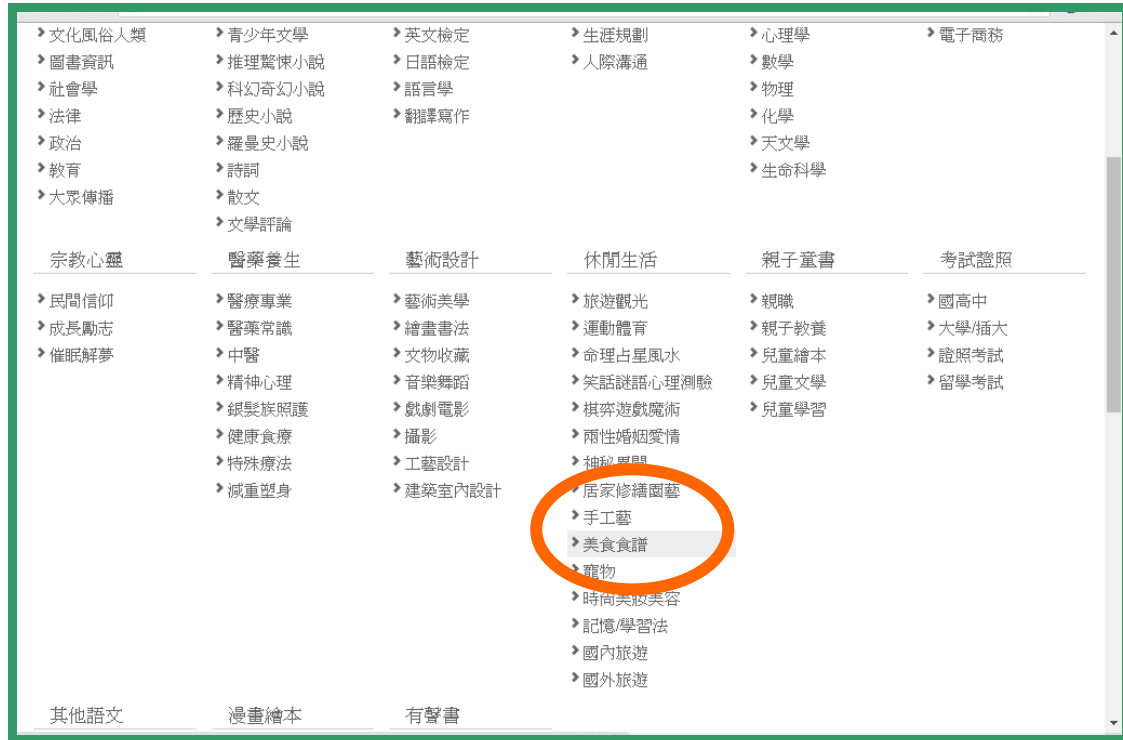 文化風俗人類
圖書資訊
社會學
法律
政治
教育
大眾傳播
青少年文學
推理驚悚小說
科幻奇幻小說
歷史小說
羅曼史小說
詩詞
散文
文學評論
英文檢定
日語檢定
語言學
翻譯寫作
生涯規劃
人際溝通
心理學
數學
物理
化學
天文學
生命科學
電子商務
宗教心靈
民間信仰
成長勵志
催眠解夢
醫藥養生
醫療專業
醫藥常識
中醫
精神心理
銀髮族照護
健康食療
特殊療法
減重塑身
藝術設計
藝術美學
繪畫書法
文物收藏
音樂舞蹈
戲劇電影
攝影
工藝設計
建築室內設計
休閒生活
旅遊觀光
運動體育
命理占星風水
笑話謎語心理測驗
棋弈遊戲魔術
兩性婚姻愛情
神秘異聞
居家修繕園藝
手工藝
美食食譜
寵物
時尚美妝美容
記憶/學習法
國內旅遊
國外旅遊
親子童書
親職
親子教養
兒童繪本
兒童文學
兒童學習
考試證照
國高中
大學/插大
證照考試
留學考試
其他語文
漫畫繪本
有聲書